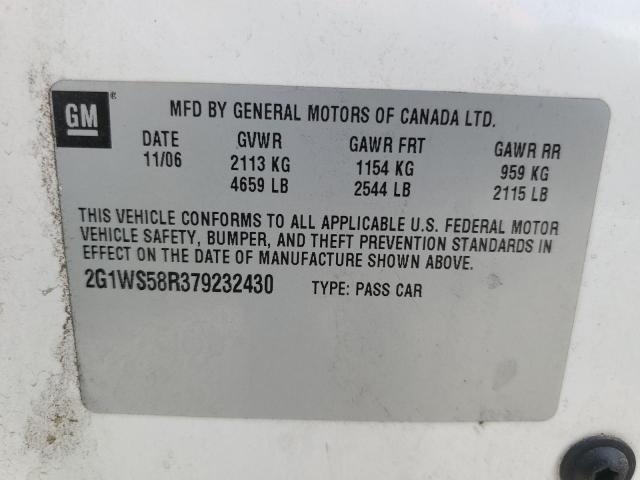 GM ®
MFD BY GENERAL MOTORS OF CANADA LTD.
DATE GVWR GAWR FRT GAWR RR
11/06 2113 KG 1154 KG 959 KG
4659 LB 2544 LB 2115 LB
THIS VEHICLE CONFORMS TO ALL APPLICABLE U.S. FEDERAL MOTOR
VEHICLE SAFETY, BUMPER, AND THEFT PREVENTION STANDARDS IN
EFFECT ON THE DATE OF MANUFACTURE SHOWN ABOVE.
2G1WS58R379232430 TYPE: PASS CAR